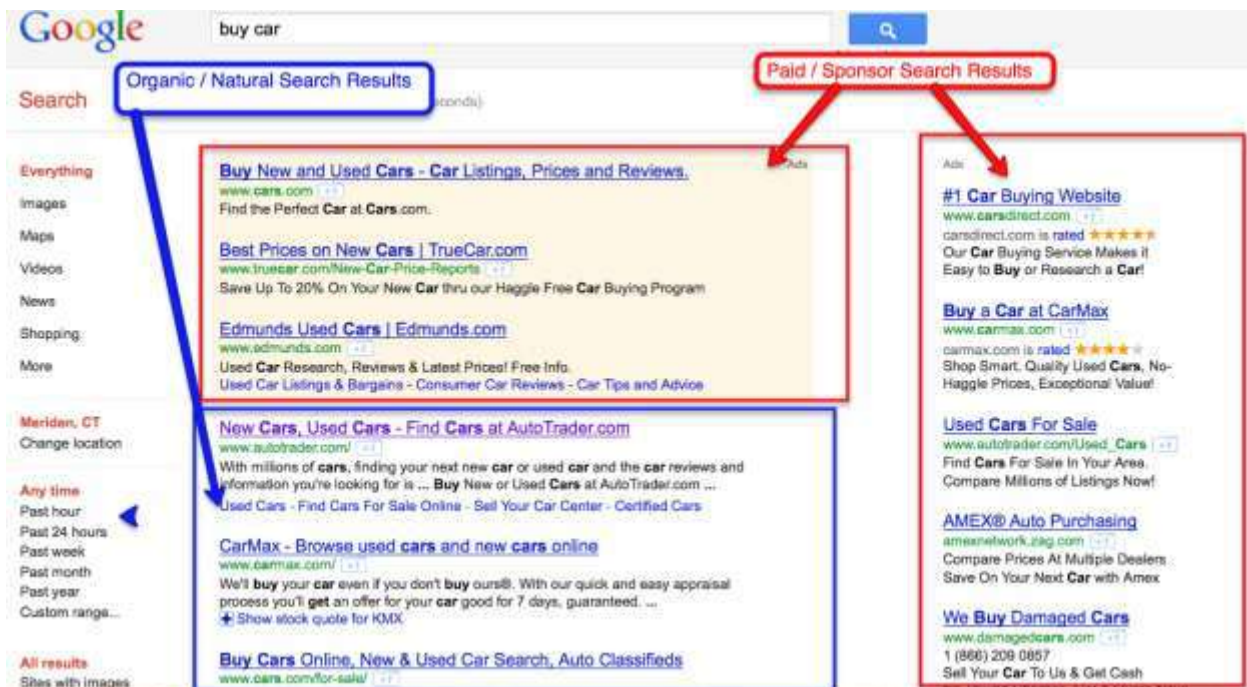 Google
buy car
Organic / Natural Search Results
Paid / Sponsor Search Results
Search
seconds)
Everything
Images
Maps
Videos
News
Shopping
More
Meriden, CT
Change location
Any time
Past hour
Past 24 hours
Past week
Past month
Past year
Custom range...
All results
Sites with images
Buy New and Used Cars - Car Listings, Prices and Reviews.
Ads
www.cars.com +1
Find the Perfect Car at Cars.com.
Best Prices on New Cars | TrueCar.com
www.truecar.com/New-Car-Price-Reports +1
Save Up To 20% On Your New Car thru our Haggle Free Car Buying Program
Edmunds Used Cars | Edmunds.com
www.edmunds.com +1
Used Car Research, Reviews & Latest Prices! Free Info.
Used Car Listings & Bargains - Consumer Car Reviews - Car Tips and Advice
New Cars, Used Cars - Find Cars at AutoTrader.com
www.autotrader.com/ +1
With millions of cars, finding your next new car or used car and the car reviews and
information you're looking for is ... Buy New or Used Cars at AutoTrader.com ...
Used Cars - Find Cars For Sale Online - Sell Your Car Center - Certified Cars
CarMax - Browse used cars and new cars online
www.carmax.com/ +1
We'll buy your car even if you don't buy ours®. With our quick and easy appraisal
process you'll get an offer for your car good for 7 days, guaranteed. ...
Show stock quote for KMX
Buy Cars Online, New & Used Car Search, Auto Classifieds
www.cars.com/for-sale/ +1
Ads
#1 Car Buying Website
www.carsdirect.com +1
carsdirect.com is rated
Our Car Buying Service Makes it
Easy to Buy or Research a Car!
Buy a Car at CarMax
www.carmax.com +1
carmax.com is rated
Shop Smart. Quality Used Cars, No-
Haggle Prices, Exceptional Value!
Used Cars For Sale
www.autotrader.com/Used_Cars +1
Find Cars For Sale In Your Area.
Compare Millions of Listings Now!
AMEX® Auto Purchasing
amexnetwork.zag.com +1
Compare Prices At Multiple Dealers
Save On Your Next Car with Amex
We Buy Damaged Cars
www.damagedcars.com +1
1 (866) 209 0857
Sell Your Car To Us & Get Cash